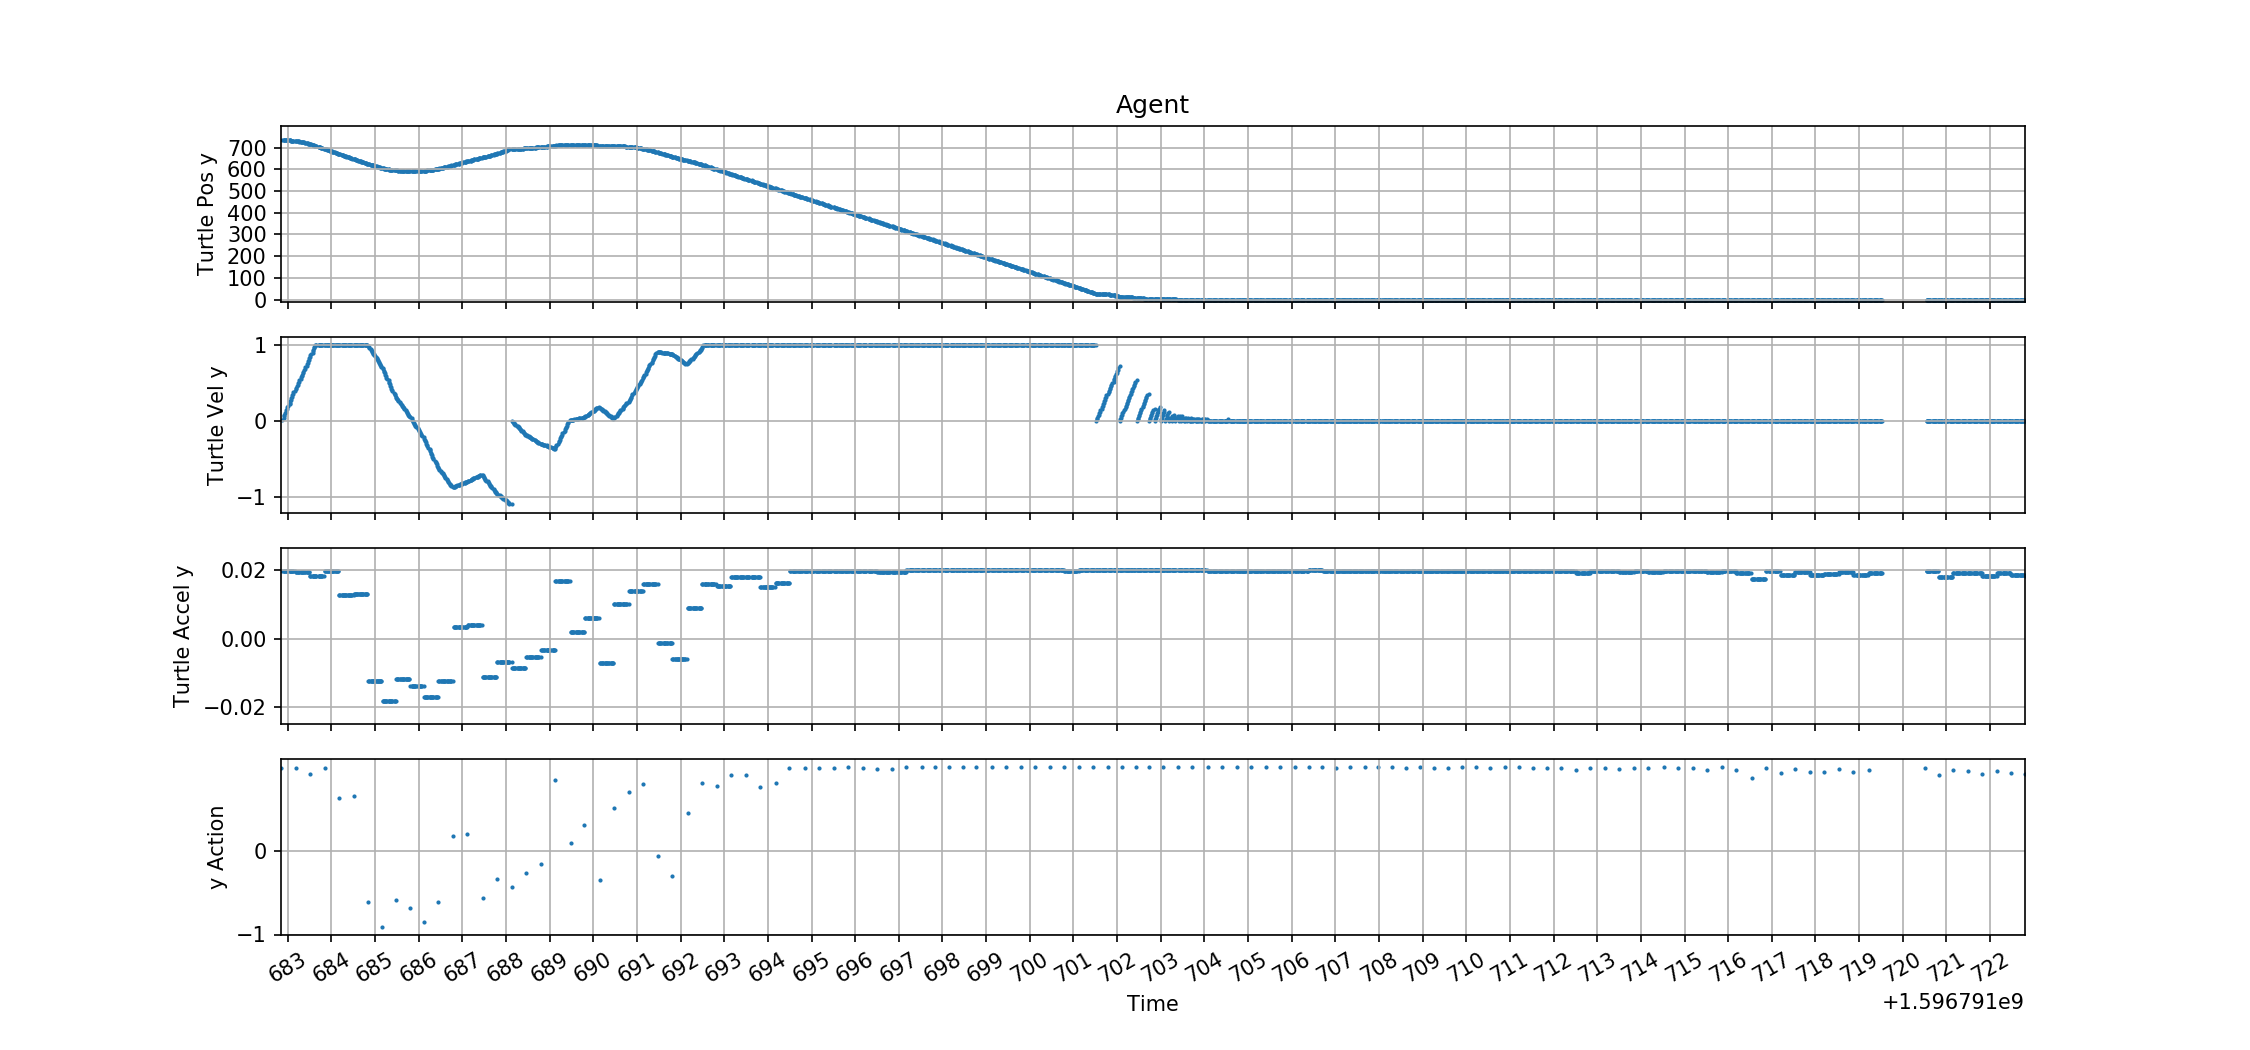 Agent
Turtle Pos y
700
600
500
400
300
200
100
0
Turtle Vel y
1
0
−1
Turtle Accel y
0.02
0.00
−0.02
y Action
0
−1
683 684 685 686 687 688 689 690 691 692 693 694 695 696 697 698 699 700 701 702 703 704 705 706 707 708 709 710 711 712 713 714 715 716 717 718 719 720 721 722
Time
+1.596791e9